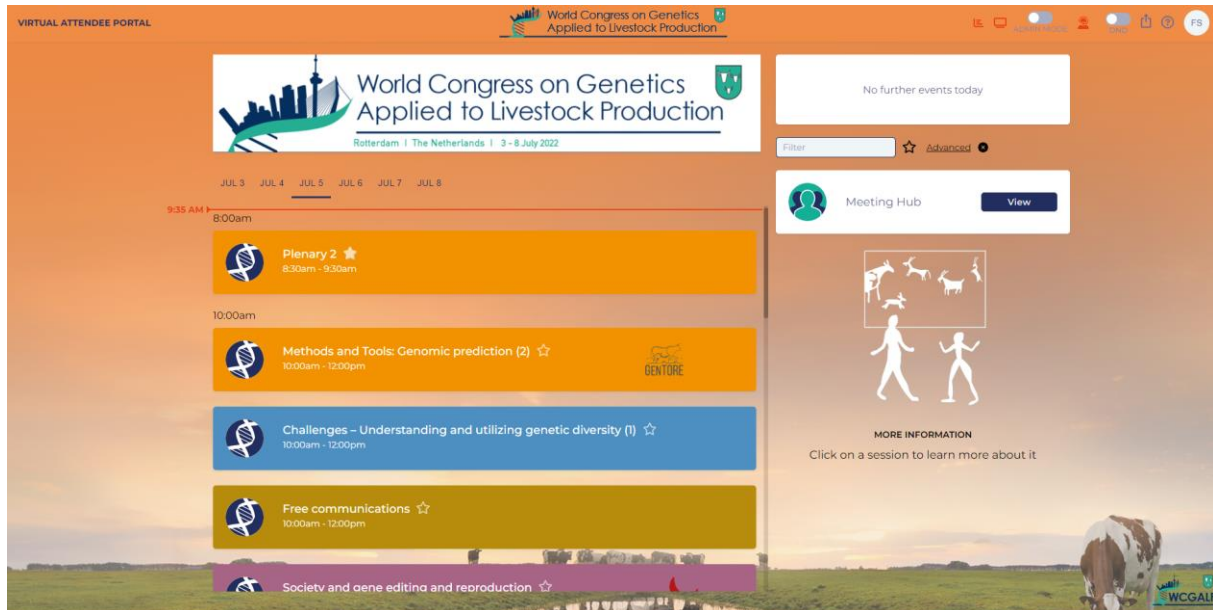 VIRTUAL ATTENDEE PORTAL
World Congress on Genetics
Applied to Livestock Production
ADMIN MODE
DND
FS
World Congress on Genetics
Applied to Livestock Production
Rotterdam | The Netherlands | 3 - 8 July 2022
No further events today
Filter
Advanced
JUL 3 JUL 4 JUL 5 JUL 6 JUL 7 JUL 8
Meeting Hub
View
9:35 AM
8:00am
Plenary 2
8:30am - 9:30am
10:00am
Methods and Tools: Genomic prediction (2)
10:00am - 12:00pm
GENTORE
Challenges – Understanding and utilizing genetic diversity (1)
10:00am - 12:00pm
MORE INFORMATION
Click on a session to learn more about it
Free communications
10:00am - 12:00pm
Society and gene editing and reproduction